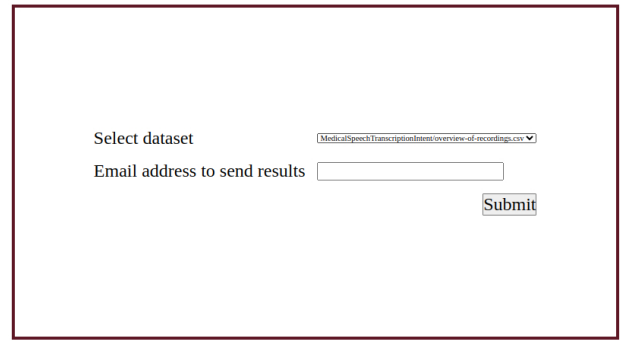 Select dataset MedicalSpeechTranscriptionIntent/overview-of-recordings.csv
Email address to send results
Submit